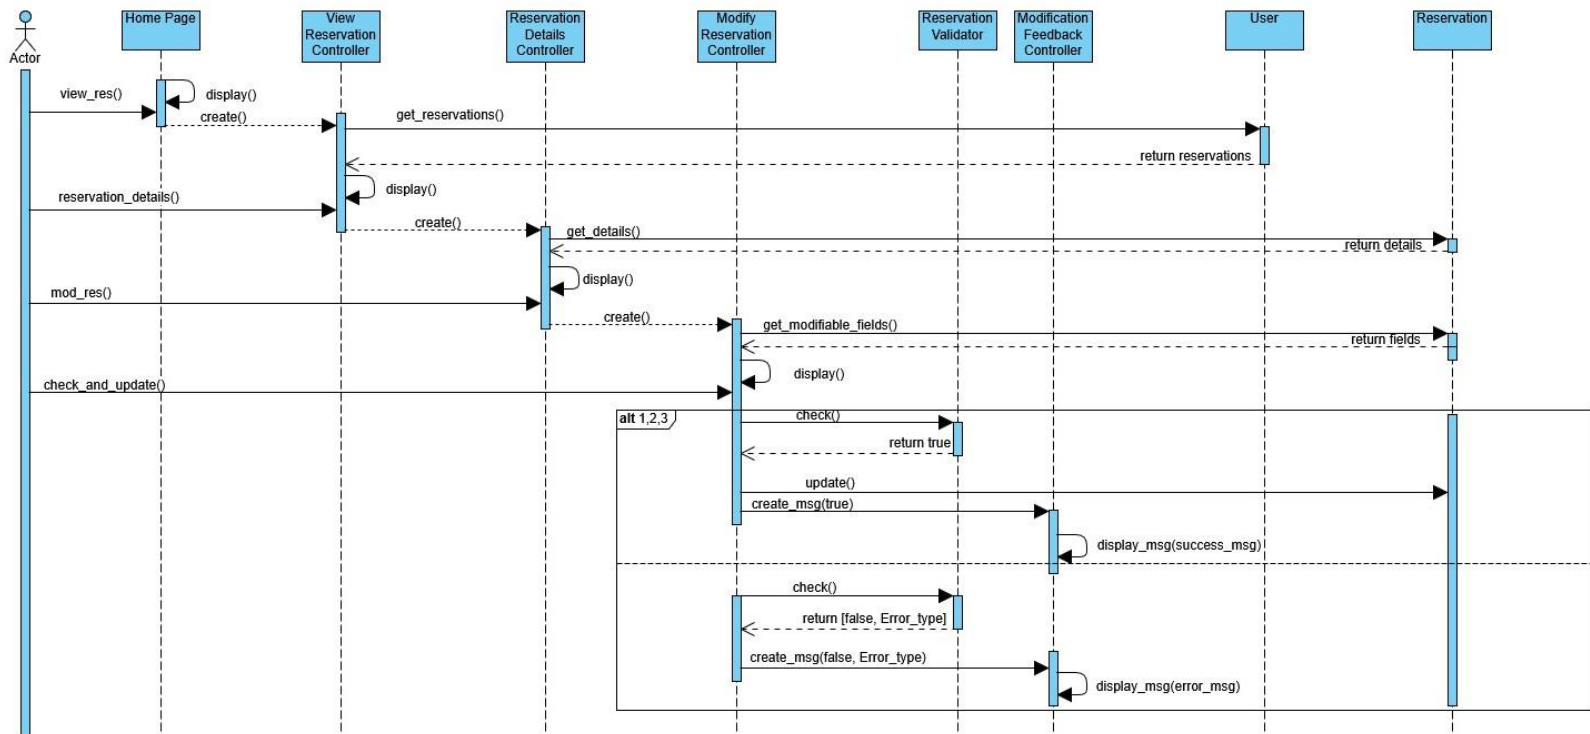 Actor
Home Page
View
Reservation
Controller
Reservation
Details
Controller
Modify
Reservation
Controller
Reservation
Validator
Modification
Feedback
Controller
User
Reservation
view_res()
display()
create()
get_reservations()
return reservations
display()
reservation_details()
create()
get_details()
return details
display()
mod_res()
create()
get_modifiable_fields()
return fields
display()
check_and_update()
alt 1,2,3
check()
return true
update()
create_msg(true)
display_msg(success_msg)
check()
return [false, Error_type]
create_msg(false, Error_type)
display_msg(error_msg)